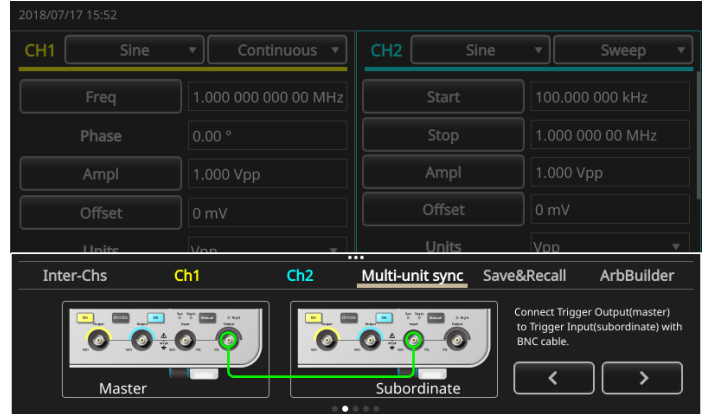 2018/07/17 15:52
CH1 Sine Continuous
CH2 Sine Sweep
Freq 1.000 000 000 00 MHz
Start 100.000 000 kHz
Phase 0.00 °
Stop 1.000 000 00 MHz
Ampl 1.000 Vpp
Ampl 1.000 Vpp
Offset 0 mV
Offset 0 mV
Units Vpp
Units Vpp
Inter-Chs Ch1 Ch2 Multi-unit sync Save&Recall ArbBuilder
Connect Trigger Output(master)
to Trigger Input(subordinate) with
BNC cable.
Master
Subordinate